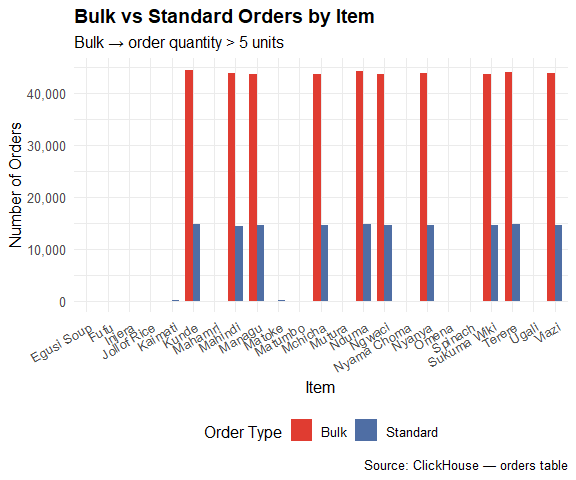 Bulk vs Standard Orders by Item
Bulk → order quantity > 5 units
Number of Orders
40,000
30,000
20,000
10,000
0
Egusi Soup
Fufu
Injera
Jollof Rice
Kaimati
Kunde
Mahamri
Mahindi
Managu
Matoke
Matumbo
Mchicha
Mutura
Nduma
Ngwaci
Nyama Choma
Nyanya
Omena
Spinach
Sukuma Wiki
Terere
Ugali
Viazi
Item
Order Type
Bulk
Standard
Source: ClickHouse — orders table